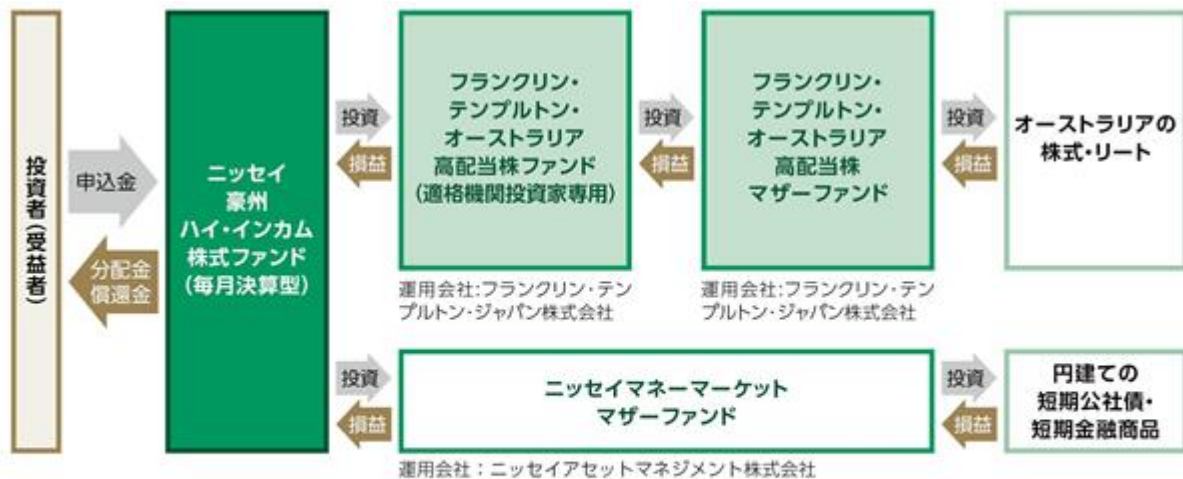 投資者(受益者)
申込金
分配金
償還金
ニッセイ
豪州
ハイ・インカム
株式ファンド
(毎月決算型)
投資
損益
フランクリン・
テンプルトン・
オーストラリア
高配当株ファンド
(適格機関投資家専用)
運用会社:フランクリン・テン
プルトン・ジャパン株式会社
投資
損益
フランクリン・
テンプルトン・
オーストラリア
高配当株
マザーファンド
運用会社:フランクリン・テン
プルトン・ジャパン株式会社
投資
損益
オーストラリアの
株式・リート
投資
損益
ニッセイマネーマーケット
マザーファンド
運用会社：ニッセイアセットマネジメント株式会社
投資
損益
円建ての
短期公社債・
短期金融商品